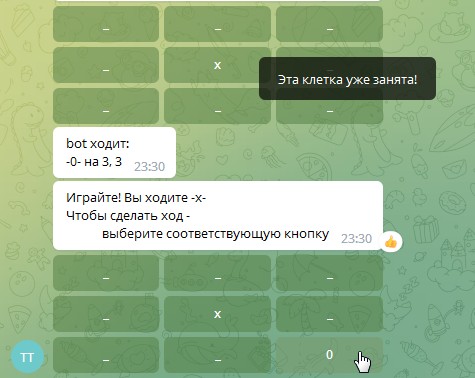 _ _ _
_ x _
Эта клетка уже занята!
_ _ _
bot ходит:
-0- на 3, 3 23:30
Играйте! Вы ходите -x-
Чтобы сделать ход -
выберите соответствующую кнопку 23:30
_ _ _
_ x _
_ _ 0
TT